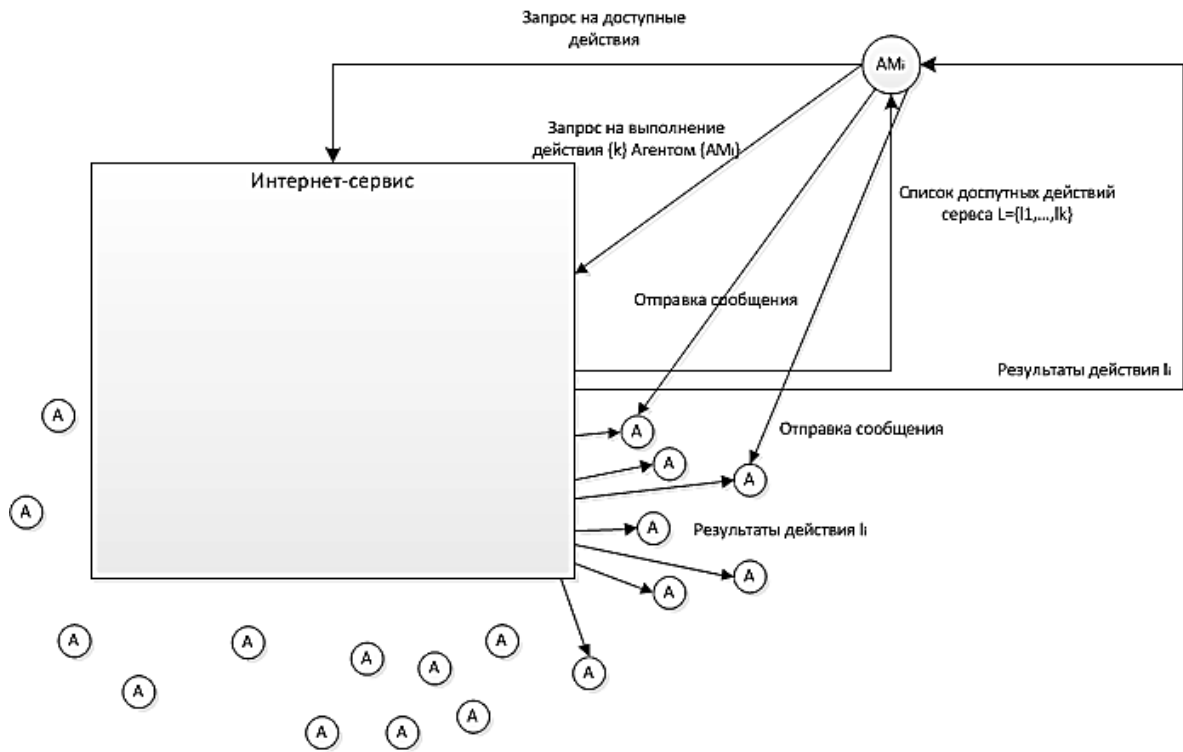 Запрос на доступные
действия
AMi
Запрос на выполнение
действия {k} Агентом {AMi}
Интернет-сервис
Список доспутных действий
сервса L={l1,...,lk}
Отправка сообщения
Результаты действия li
A
A
Отправка сообщения
A
A
A
A
Результаты действия li
A
A
A
A
A
A
A
A
A
A
A
A
A